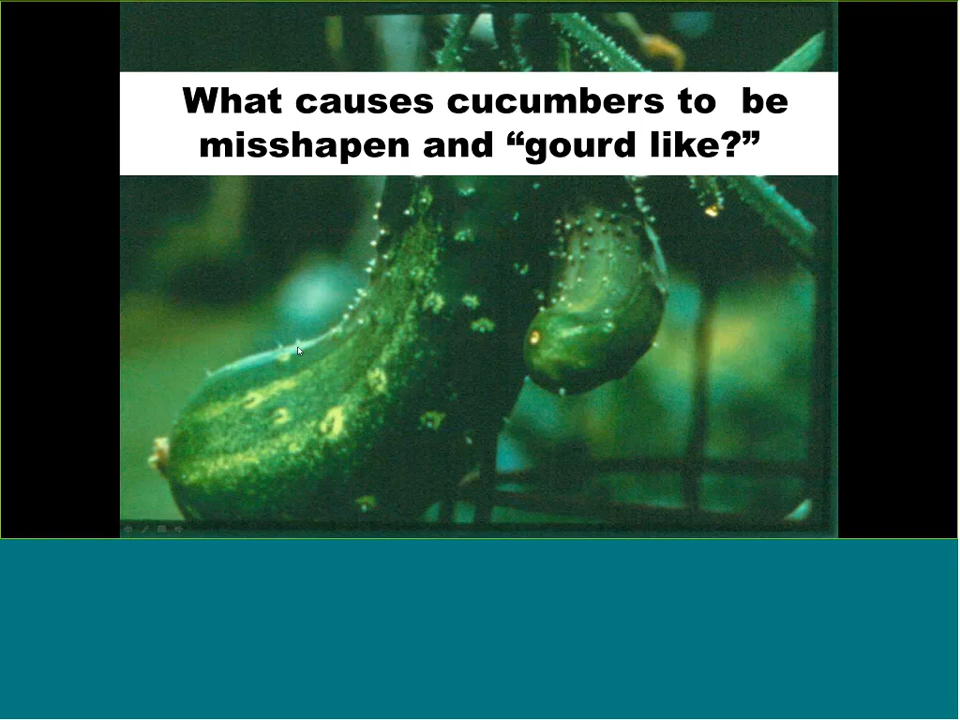 What causes cucumbers to  be
misshapen and “gourd like?”